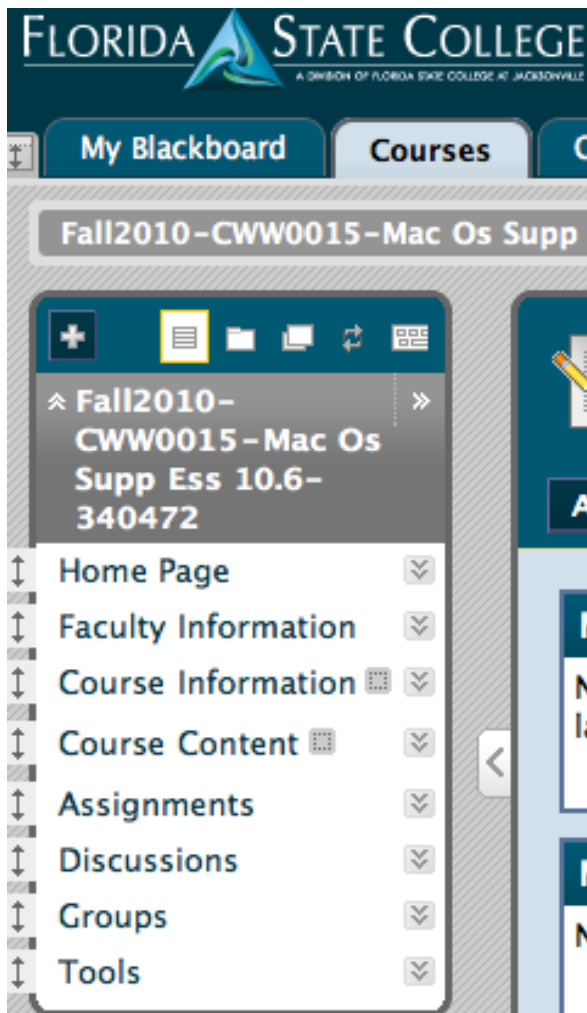 FLORIDA STATE COLLEGE
A DIVISION OF FLORIDA STATE COLLEGE AT JACKSONVILLE
My Blackboard Courses
Fall2010-CWW0015-Mac Os Supp
Fall2010-
CWW0015-Mac Os
Supp Ess 10.6-
340472
Home Page
Faculty Information
Course Information
Course Content
Assignments
Discussions
Groups
Tools